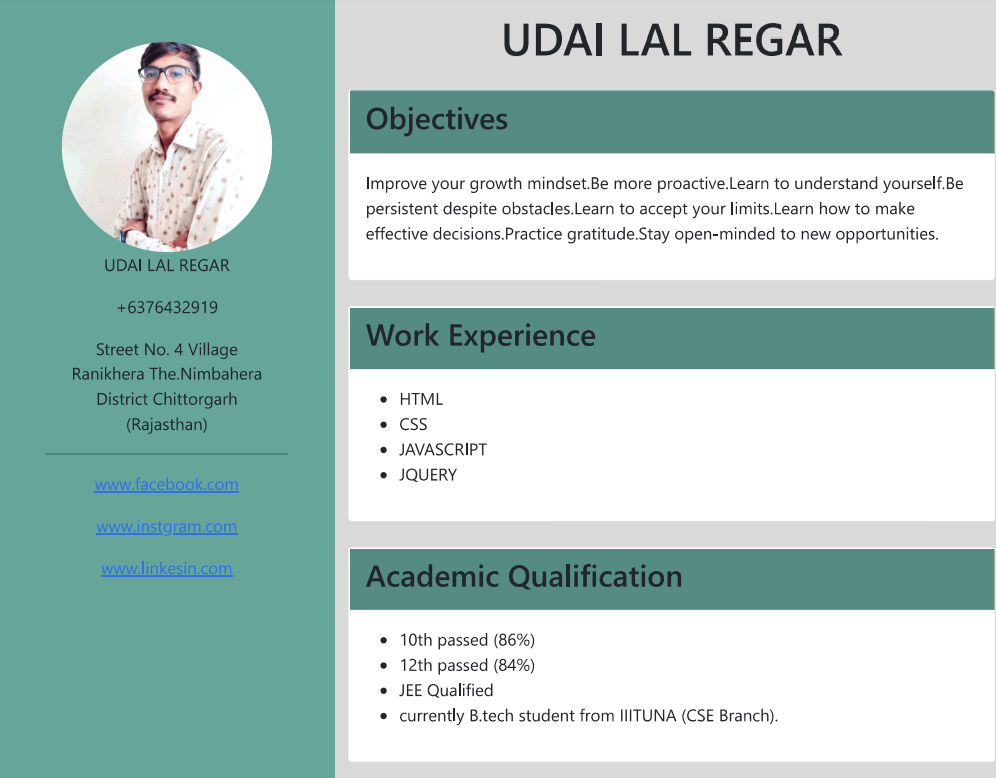 UDAI LAL REGAR
+6376432919
Street No. 4 Village
Ranikhera The.Nimbahera
District Chittorgarh
(Rajasthan)
www.facebook.com
www.instgram.com
www.linkesin.com
UDAI LAL REGAR
Objectives
Improve your growth mindset.Be more proactive.Learn to understand yourself.Be
persistent despite obstacles.Learn to accept your limits.Learn how to make
effective decisions.Practice gratitude.Stay open-minded to new opportunities.
Work Experience
• HTML
• CSS
• JAVASCRIPT
• JQUERY
Academic Qualification
• 10th passed (86%)
• 12th passed (84%)
• JEE Qualified
• currently B.tech student from IIITUNA (CSE Branch).